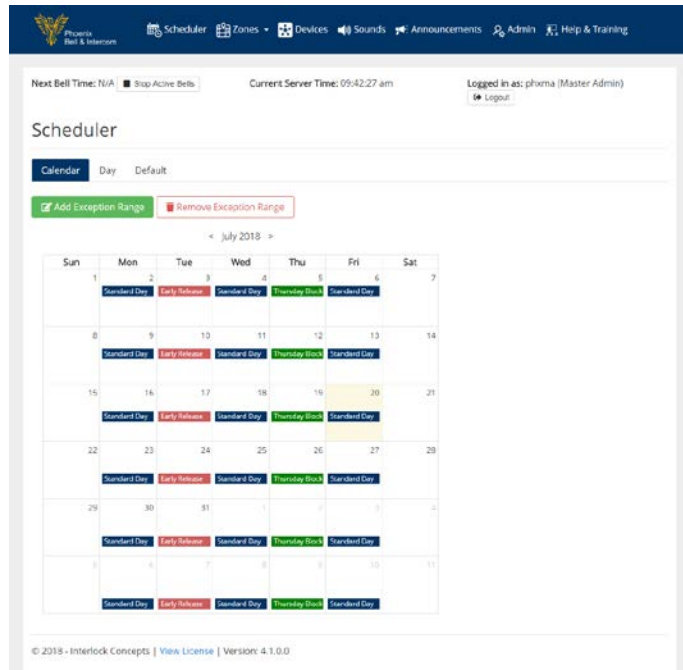 Phoenix
Bell & Intercom
Scheduler Zones Devices Sounds Announcements Admin Help & Training
Next Bell Time: N/A Stop Active Bells Current Server Time: 09:42:27 am Logged in as: phxma (Master Admin)
Logout
Scheduler
Calendar Day Default
Add Exception Range Remove Exception Range
< July 2018 >
Sun Mon Tue Wed Thu Fri Sat
1 2 3 4 5 6 7
Standard Day Early Release Standard Day Thursday Block Standard Day
8 9 10 11 12 13 14
Standard Day Early Release Standard Day Thursday Block Standard Day
15 16 17 18 19 20 21
Standard Day Early Release Standard Day Thursday Block Standard Day
22 23 24 25 26 27 28
Standard Day Early Release Standard Day Thursday Block Standard Day
29 30 31 1 2 3 4
Standard Day Early Release Standard Day Thursday Block Standard Day
5 6 7 8 9 10 11
Standard Day Early Release Standard Day Thursday Block Standard Day
© 2018 - Interlock Concepts | View License | Version: 4.1.0.0